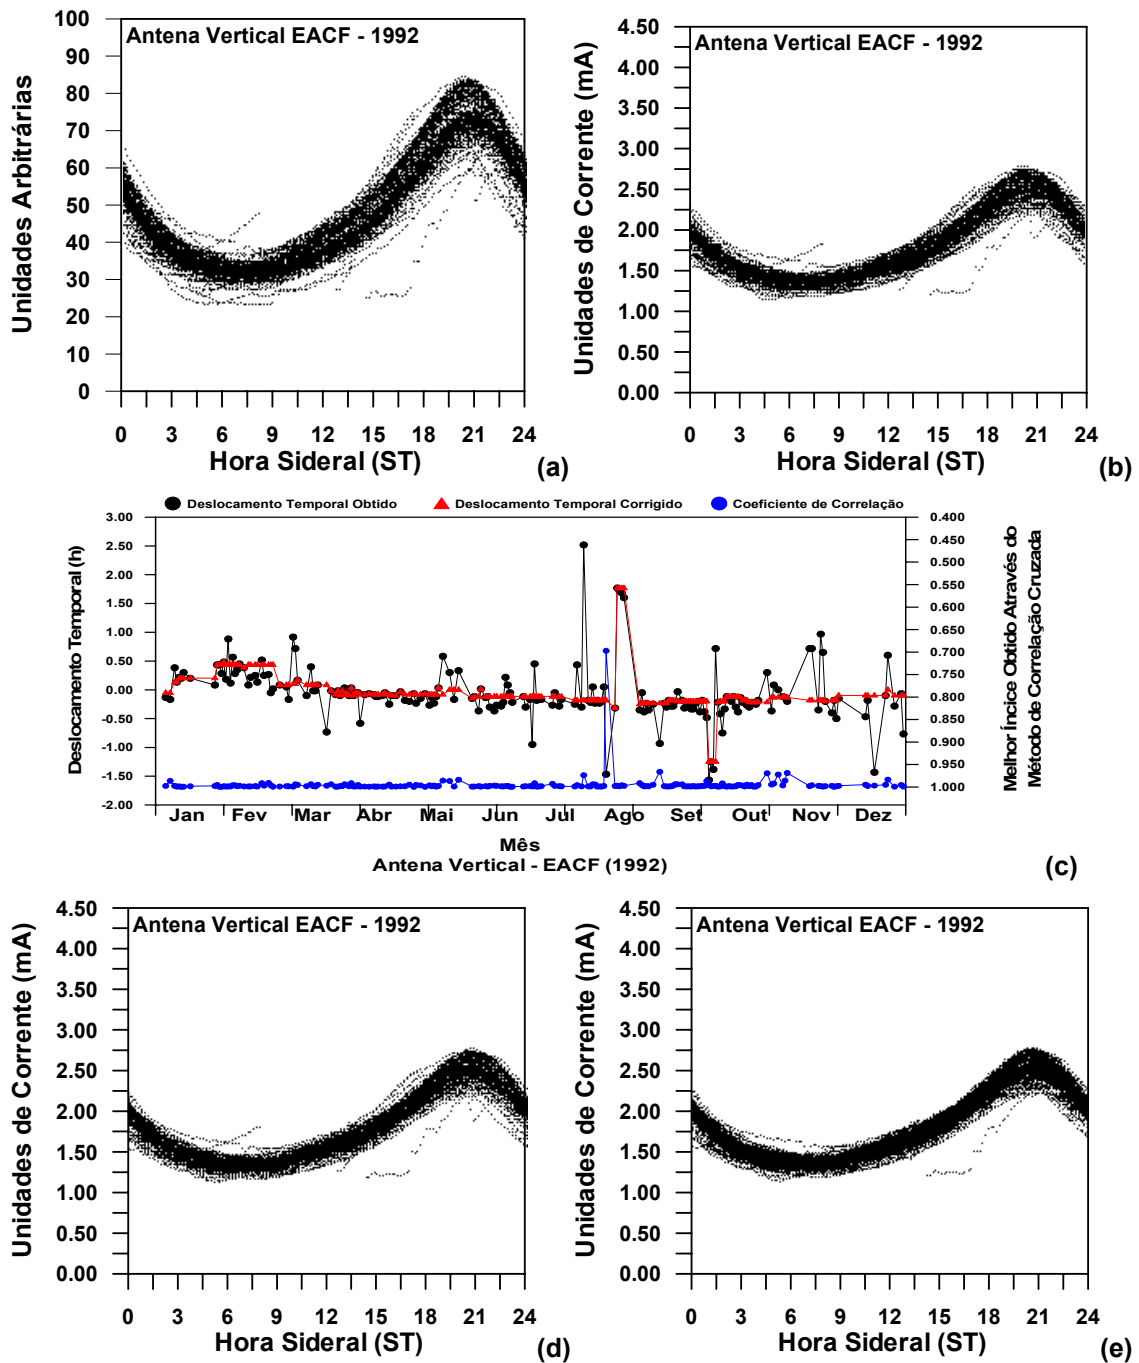 Antena Vertical EACF - 1992
Unidades Arbitrárias
100
90
80
70
60
50
40
30
20
10
0
0 3 6 9 12 15 18 21 24
Hora Sideral (ST)
(a)
Antena Vertical EACF - 1992
Unidades de Corrente (mA)
4.50
4.00
3.50
3.00
2.50
2.00
1.50
1.00
0.50
0.00
0 3 6 9 12 15 18 21 24
Hora Sideral (ST)
(b)
Deslocamento Temporal Obtido Deslocamento Temporal Corrigido Coeficiente de Correlação
Deslocamento Temporal (h)
3.00
2.50
2.00
1.50
1.00
0.50
0.00
-0.50
-1.00
-1.50
-2.00
0.400
0.450
0.500
0.550
0.600
0.650
0.700
0.750
0.800
0.850
0.900
0.950
1.000
Melhor Índice Obtido Através do
Método de Correlação Cruzada
Jan Fev Mar Abr Mai Jun Jul Ago Set Out Nov Dez
Mês
Antena Vertical - EACF (1992)
(c)
Antena Vertical EACF - 1992
Unidades de Corrente (mA)
4.50
4.00
3.50
3.00
2.50
2.00
1.50
1.00
0.50
0.00
0 3 6 9 12 15 18 21 24
Hora Sideral (ST)
(d)
Antena Vertical EACF - 1992
Unidades de Corrente (mA)
4.50
4.00
3.50
3.00
2.50
2.00
1.50
1.00
0.50
0.00
0 3 6 9 12 15 18 21 24
Hora Sideral (ST)
(e)